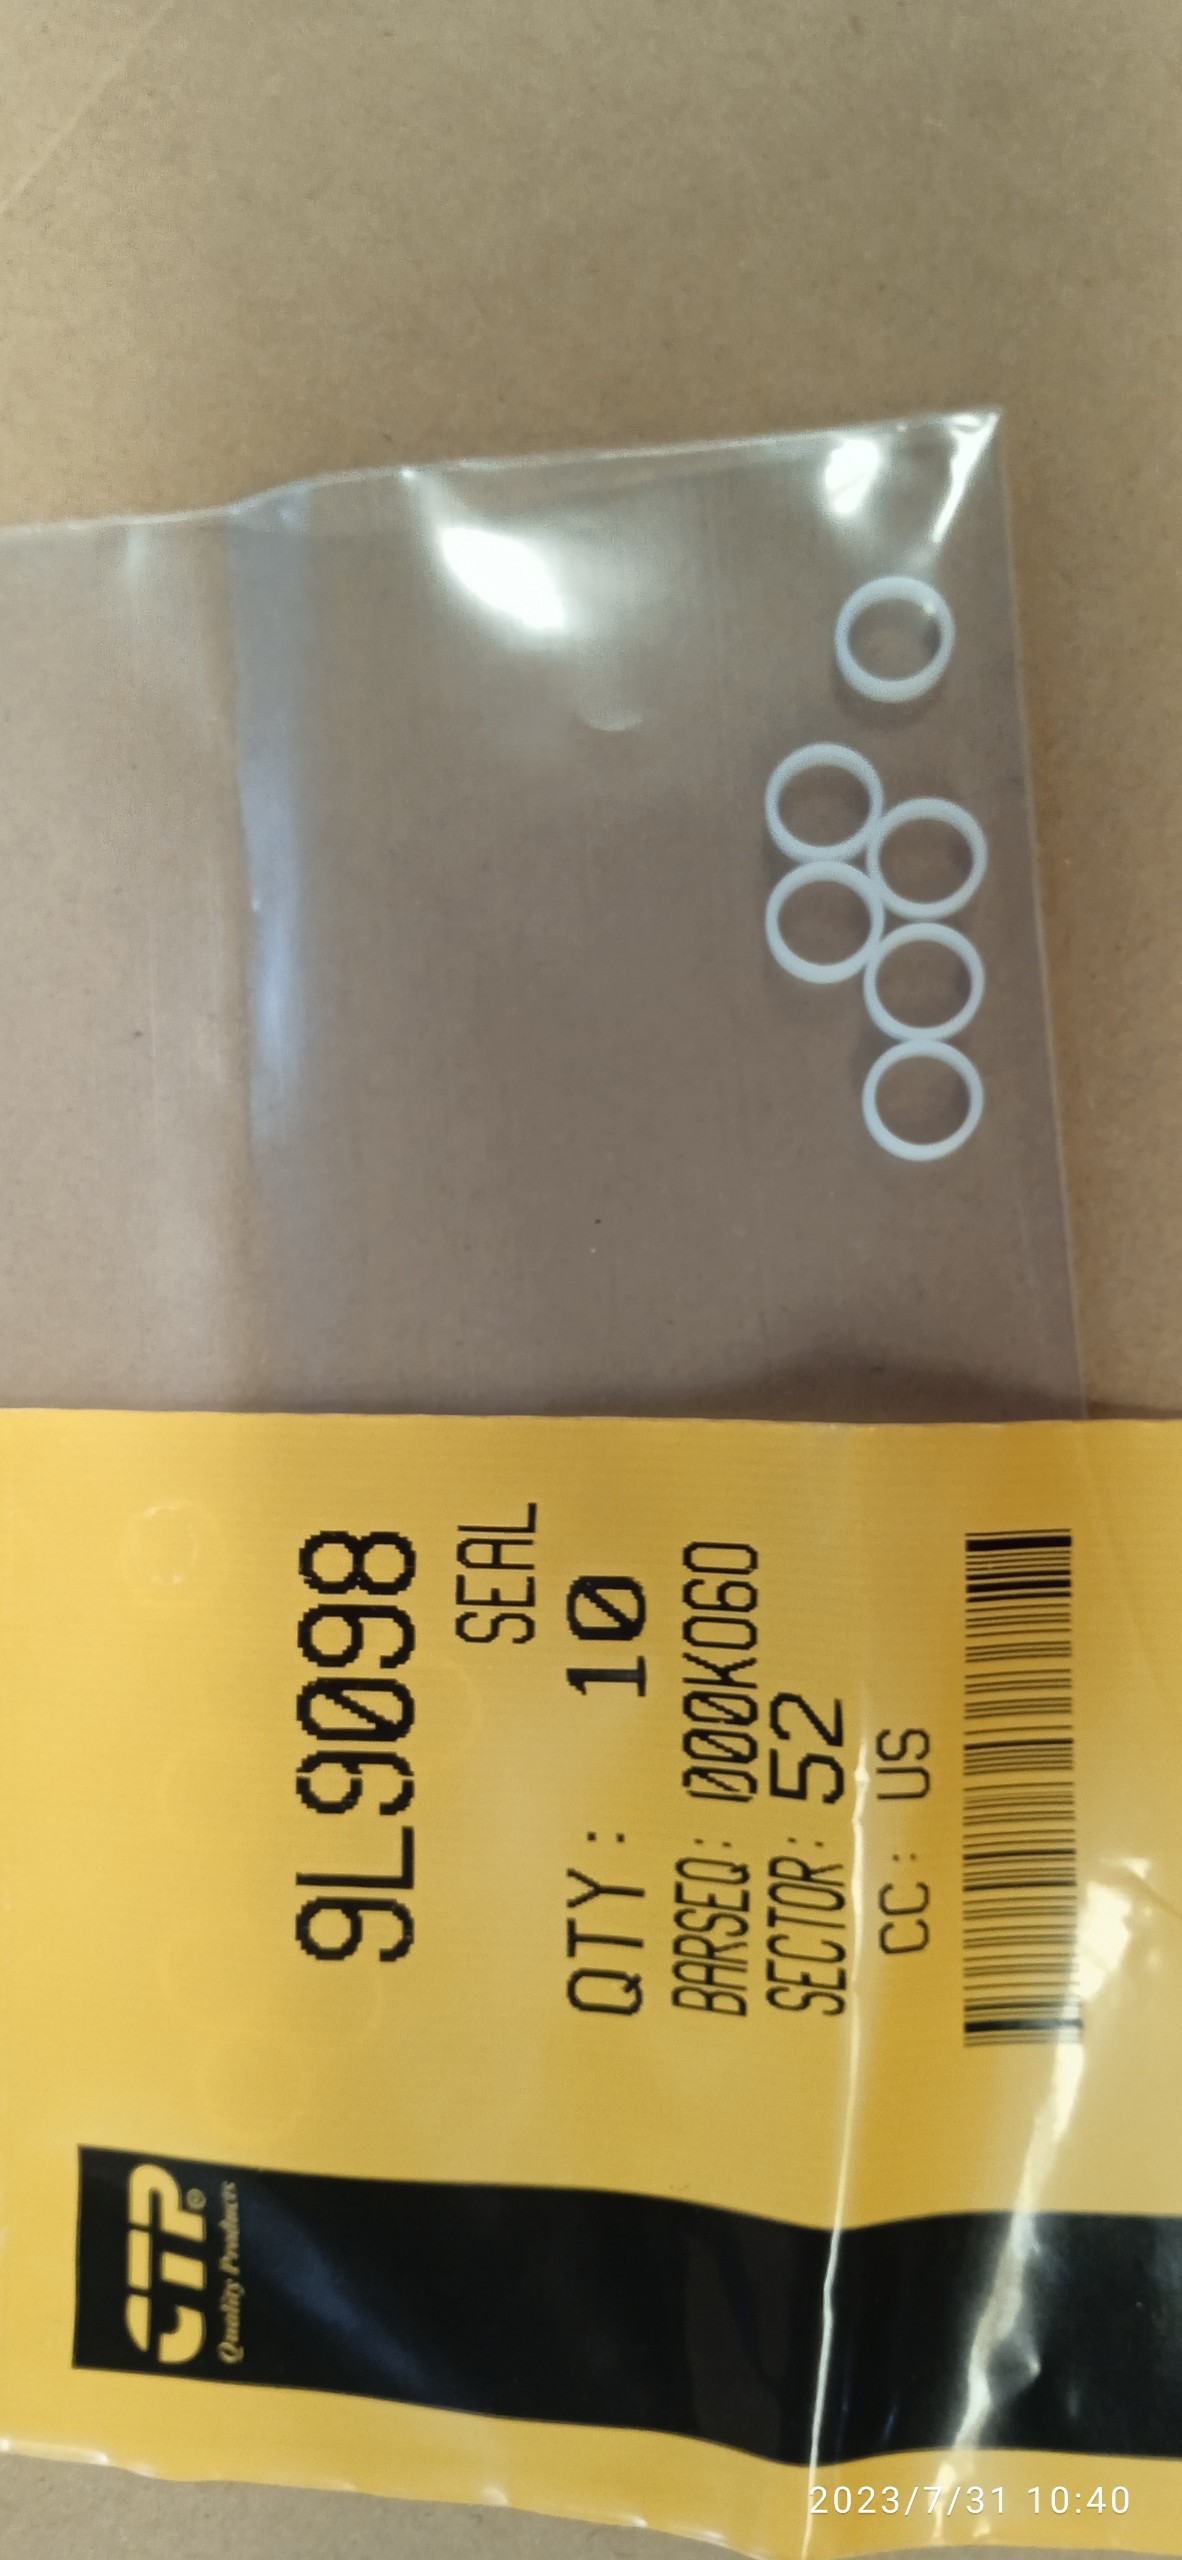 9L9098
SEAL
QTY: 10
BARSEQ: 000K060
SECTOR: 52
CC: US
CTP®
Quality Products
2023/7/31 10:40